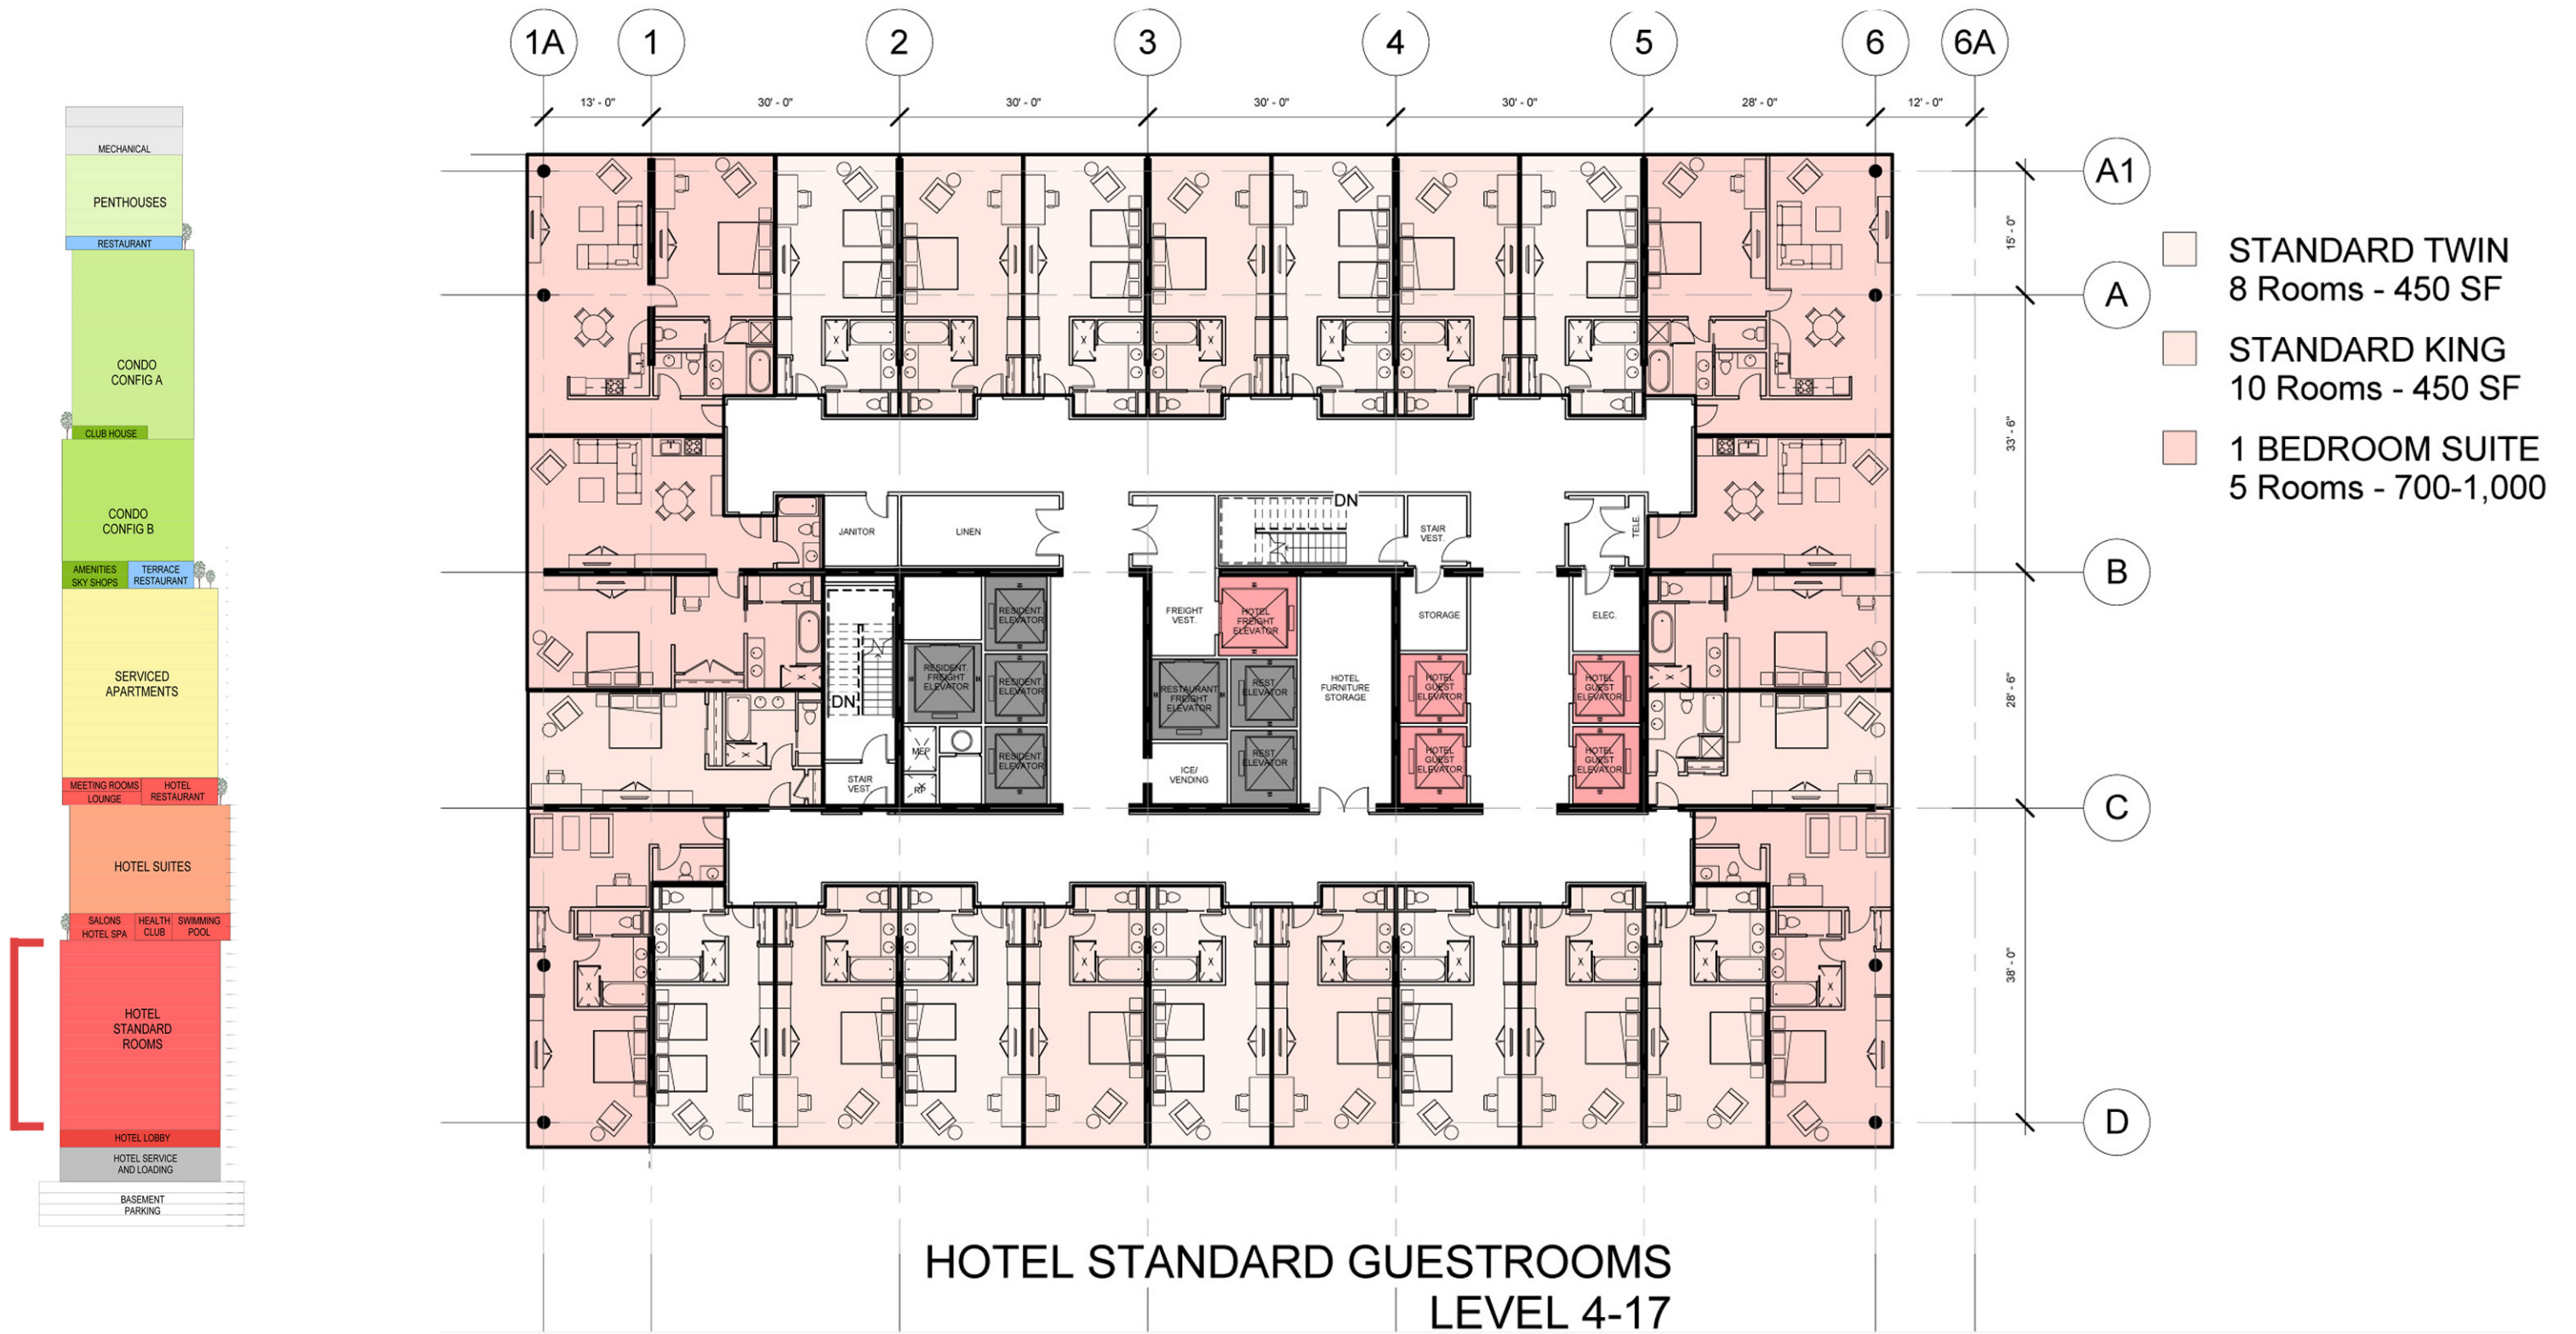 1A
1
2
3
4
5
6
6A
13' - 0"
30' - 0"
30' - 0"
30' - 0"
30' - 0"
28' - 0"
12' - 0"
MECHANICAL
PENTHOUSES
RESTAURANT
CONDO
CONFIG A
CLUB HOUSE
CONDO
CONFIG B
AMENITIES
SKY SHOPS
TERRACE
RESTAURANT
SERVICED
APARTMENTS
MEETING ROOMS
LOUNGE
HOTEL
RESTAURANT
HOTEL SUITES
SALONS
HOTEL SPA
HEALTH
CLUB
SWIMMING
POOL
HOTEL
STANDARD
ROOMS
HOTEL LOBBY
HOTEL SERVICE
AND LOADING
BASEMENT
PARKING
JANITOR
LINEN
DN
STAIR
VEST.
TELE.
RESIDENT.
ELEVATOR
RESIDENT.
FREIGHT
ELEVATOR
RESIDENT.
ELEVATOR
RESIDENT.
ELEVATOR
DN
STAIR
VEST
MEP
RP
FREIGHT
VEST.
HOTEL
FREIGHT
ELEVATOR
RESTAURANT
FREIGHT
ELEVATOR
REST
ELEVATOR
REST
ELEVATOR
ICE/
VENDING
HOTEL
FURNITURE
STORAGE
STORAGE
ELEC.
HOTEL
GUEST
ELEVATOR
HOTEL
GUEST
ELEVATOR
HOTEL
GUEST
ELEVATOR
HOTEL
GUEST
ELEVATOR
A1
15' - 0"
A
33' - 6"
B
28' - 6"
C
38' - 0"
D
STANDARD TWIN
8 Rooms - 450 SF
STANDARD KING
10 Rooms - 450 SF
1 BEDROOM SUITE
5 Rooms - 700-1,000
HOTEL STANDARD GUESTROOMS
LEVEL 4-17